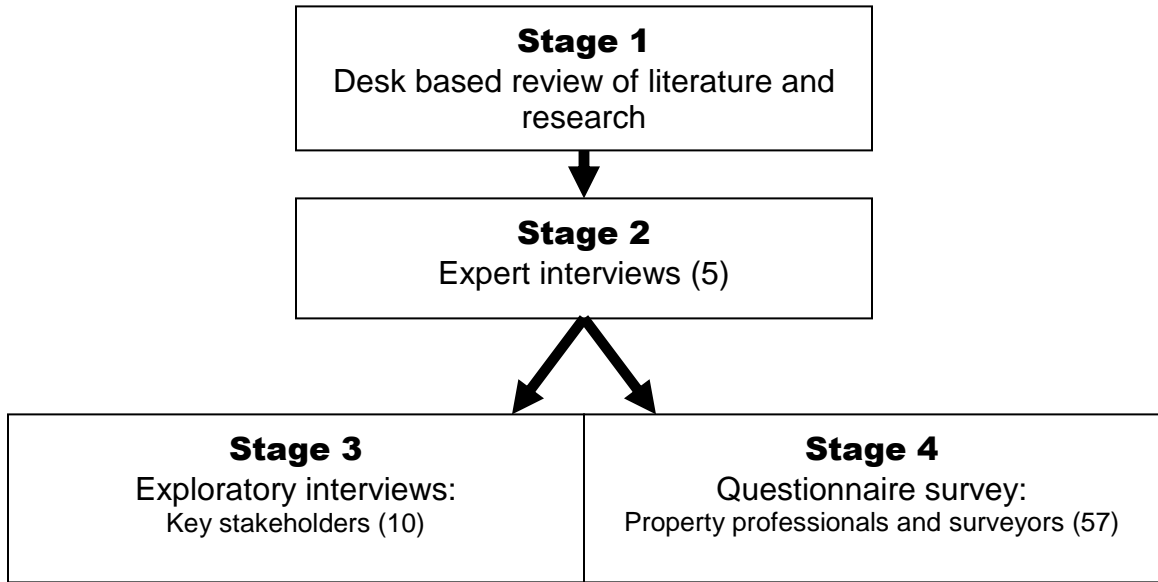 Stage 1
Desk based review of literature and
research
Stage 2
Expert interviews (5)
Stage 3
Exploratory interviews:
Key stakeholders (10)
Stage 4
Questionnaire survey:
Property professionals and surveyors (57)